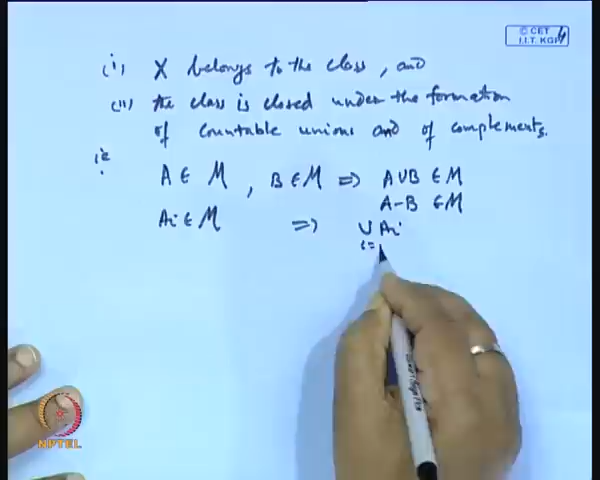 © CET
I.I.T. KGP
(i) X belongs to the class, and
(ii) the class is closed under the formation
of countable unions and of complements.
ie.
A ∈ M, B ∈ M ⟹ A∪B ∈ M
A-B ∈ M
Ai ∈ M ⟹ ∪Ai
i=
NPTEL